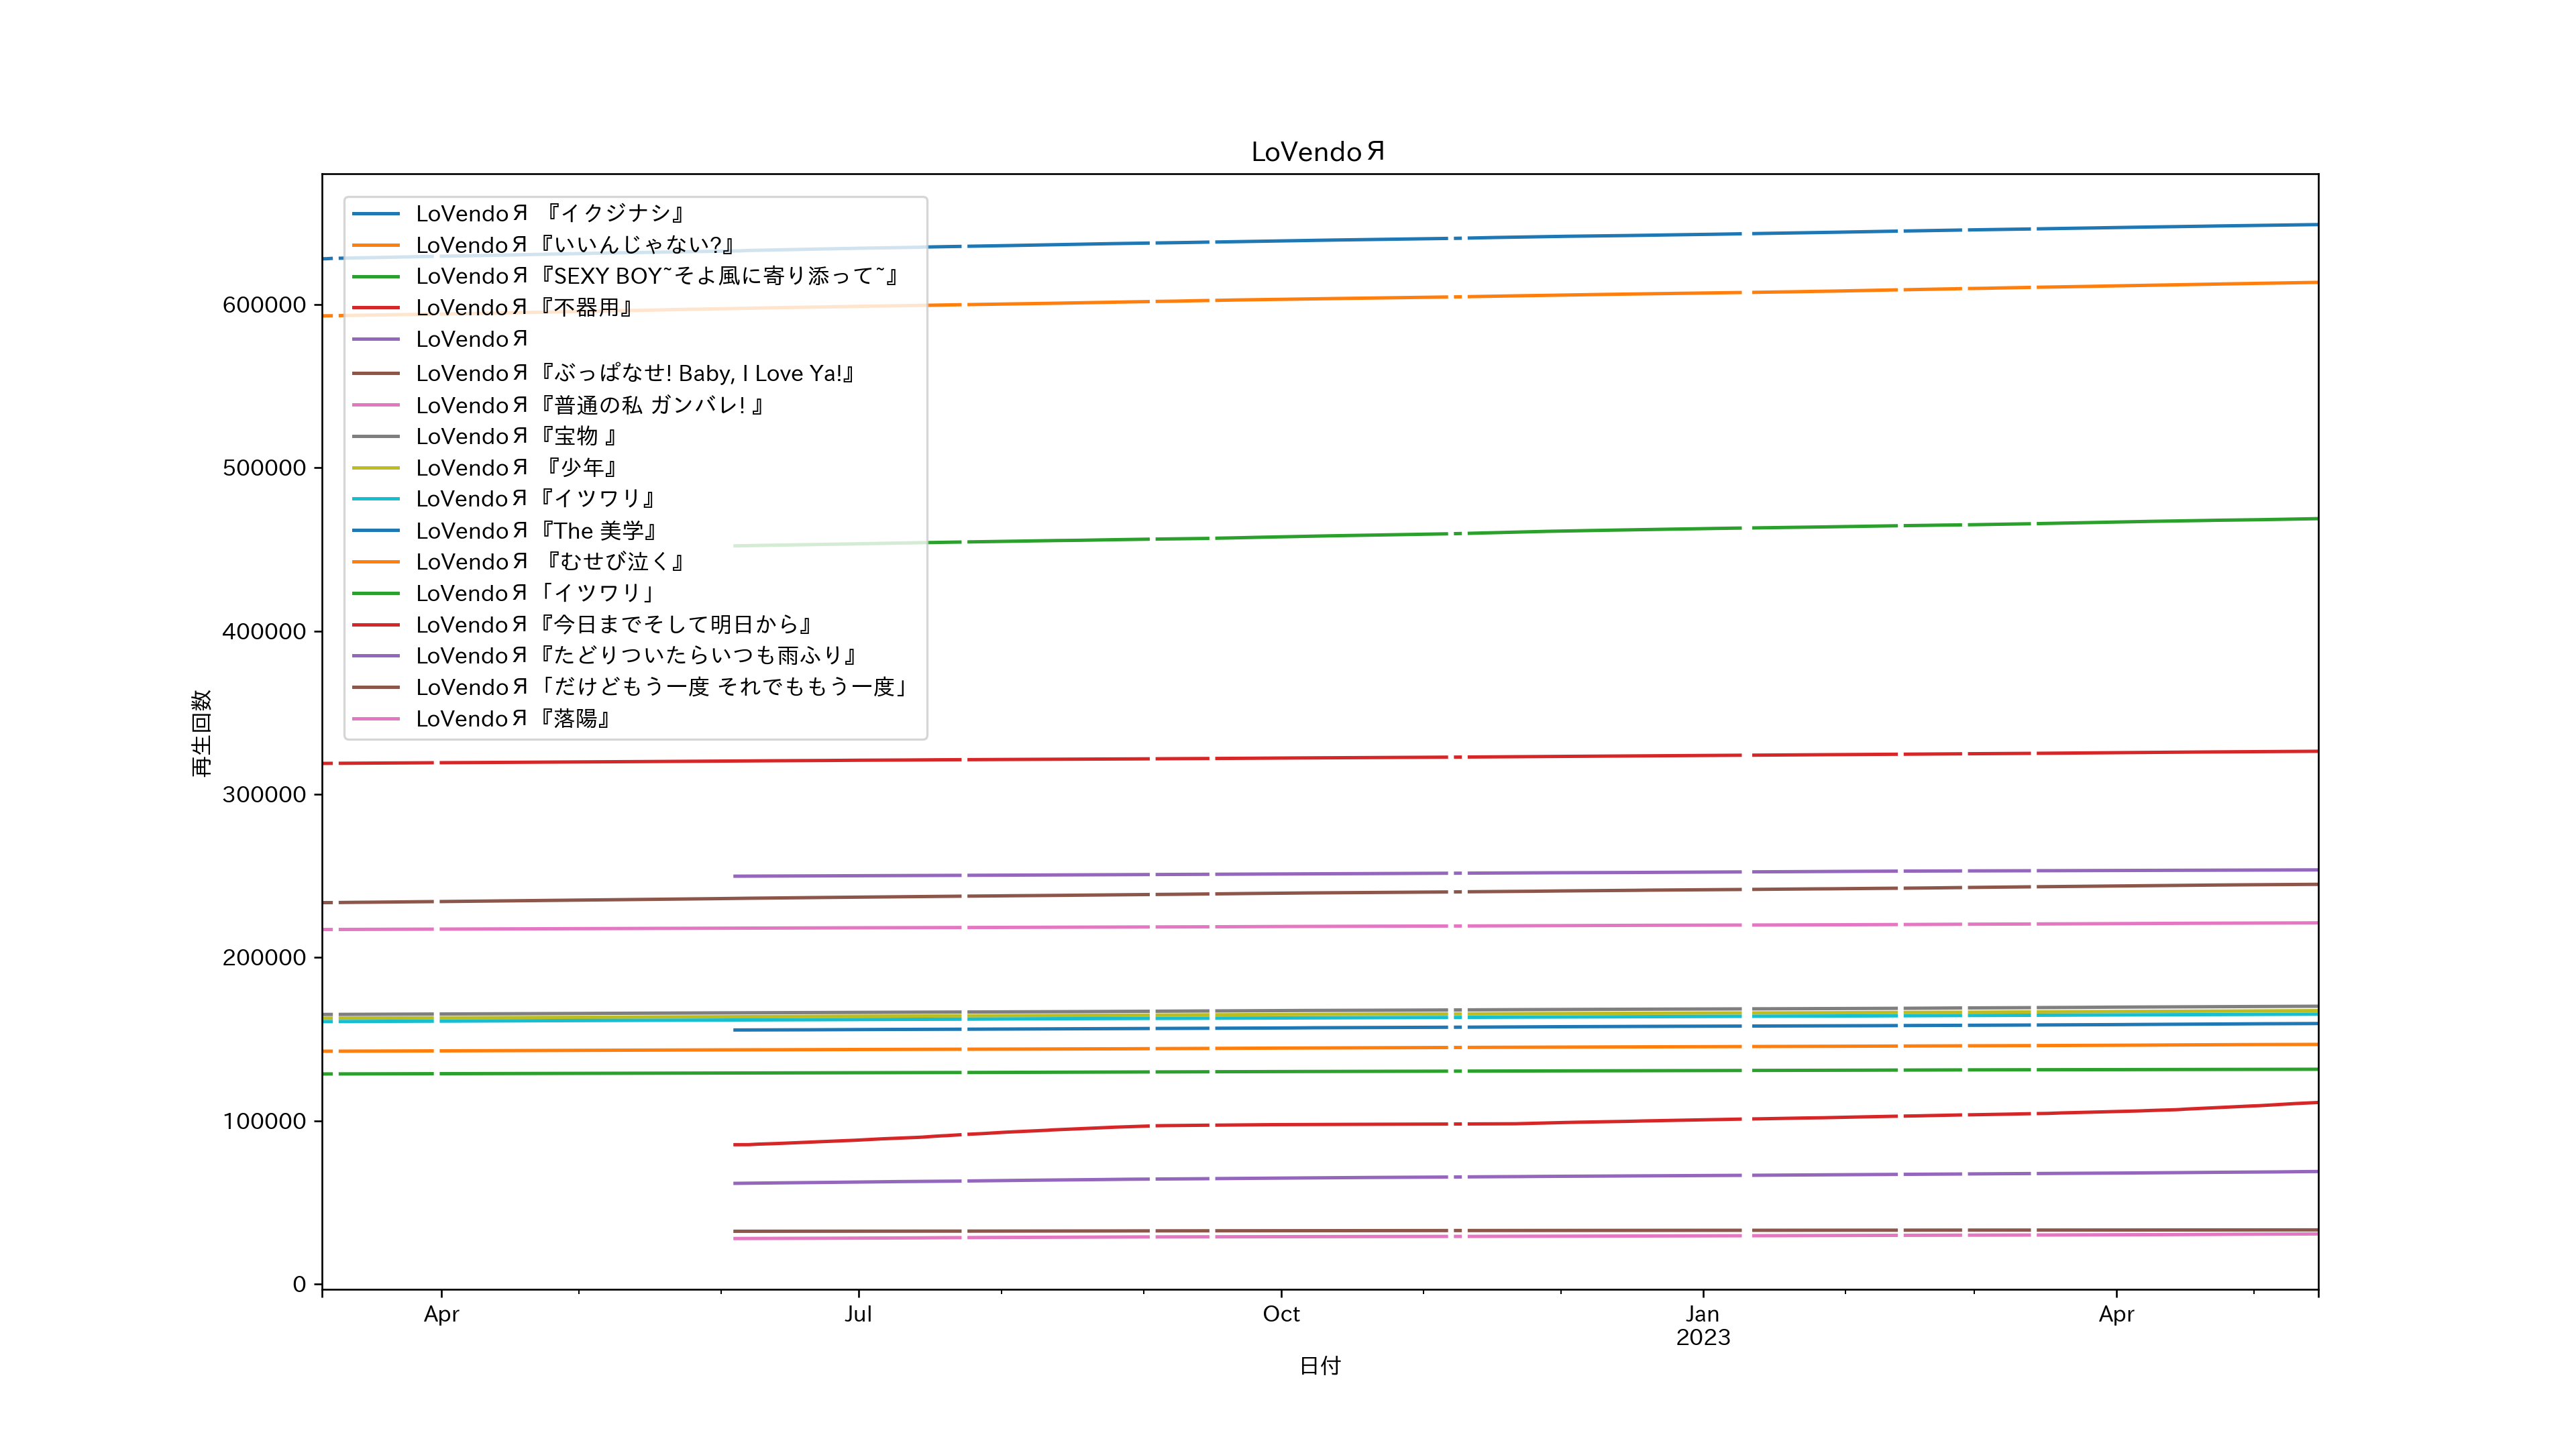 LoVendoЯ
LoVendoЯ 『イクジナシ』
LoVendoЯ『いいんじゃない?』
LoVendoЯ『SEXY BOY~そよ風に寄り添って~』
LoVendoЯ『不器用』
LoVendoЯ
LoVendoЯ『ぶっぱなせ! Baby, I Love Ya!』
LoVendoЯ『普通の私 ガンバレ! 』
LoVendoЯ『宝物 』
LoVendoЯ 『少年』
LoVendoЯ『イツワリ』
LoVendoЯ『The 美学』
LoVendoЯ 『むせび泣く』
LoVendoЯ「イツワリ」
LoVendoЯ『今日までそして明日から』
LoVendoЯ『たどりついたらいつも雨ふり』
LoVendoЯ「だけどもう一度 それでももう一度」
LoVendoЯ『落陽』
600000
500000
400000
300000
200000
100000
0
再生回数
Apr Jul Oct Jan Apr
2023
日付